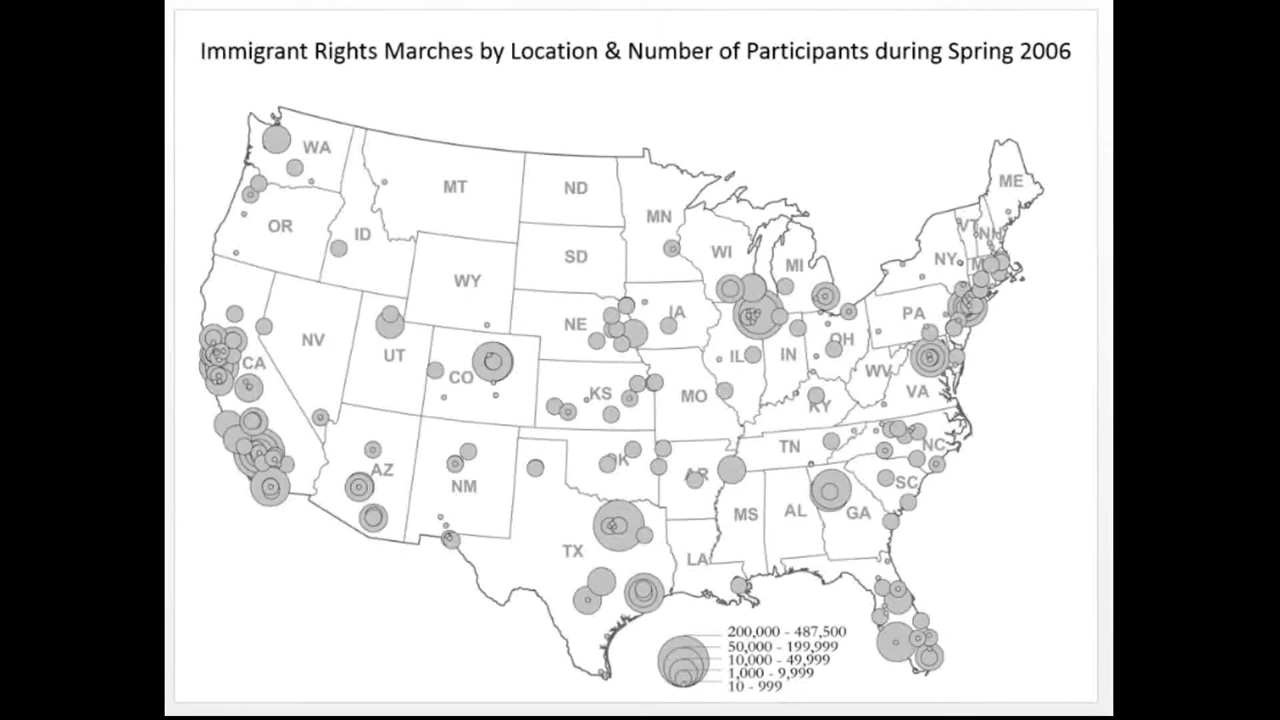 Immigrant Rights Marches by Location & Number of Participants during Spring 2006
WA
MT
ND
MN
ME
OR
ID
SD
WI
MI
NY
VT
NH
WY
NE
IA
PA
NV
UT
CO
IL
IN
OH
CA
KS
MO
WV
VA
KY
AZ
NM
OK
AR
TN
NC
SC
MS
AL
GA
TX
LA
200,000 - 487,500
50,000 - 199,999
10,000 - 49,999
1,000 - 9,999
10 - 999